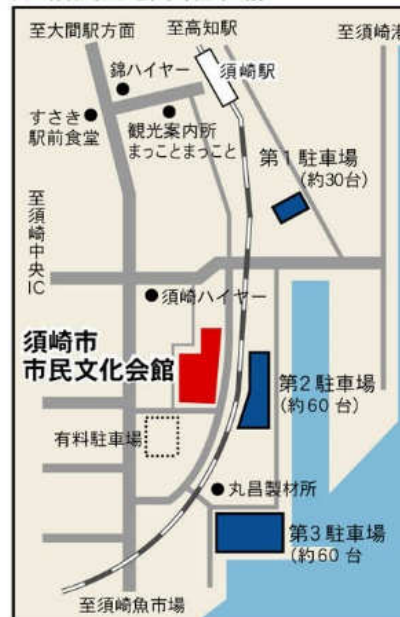 至大間駅方面
至高知駅
至須崎港
錦ハイヤー
須崎駅
すさき
駅前食堂
観光案内所
まっことまっこと
第1駐車場
(約30台)
至須崎中央IC
須崎ハイヤー
須崎市
市民文化会館
第2駐車場
(約60台)
有料駐車場
丸昌製材所
第3駐車場
(約60台
至須崎魚市場